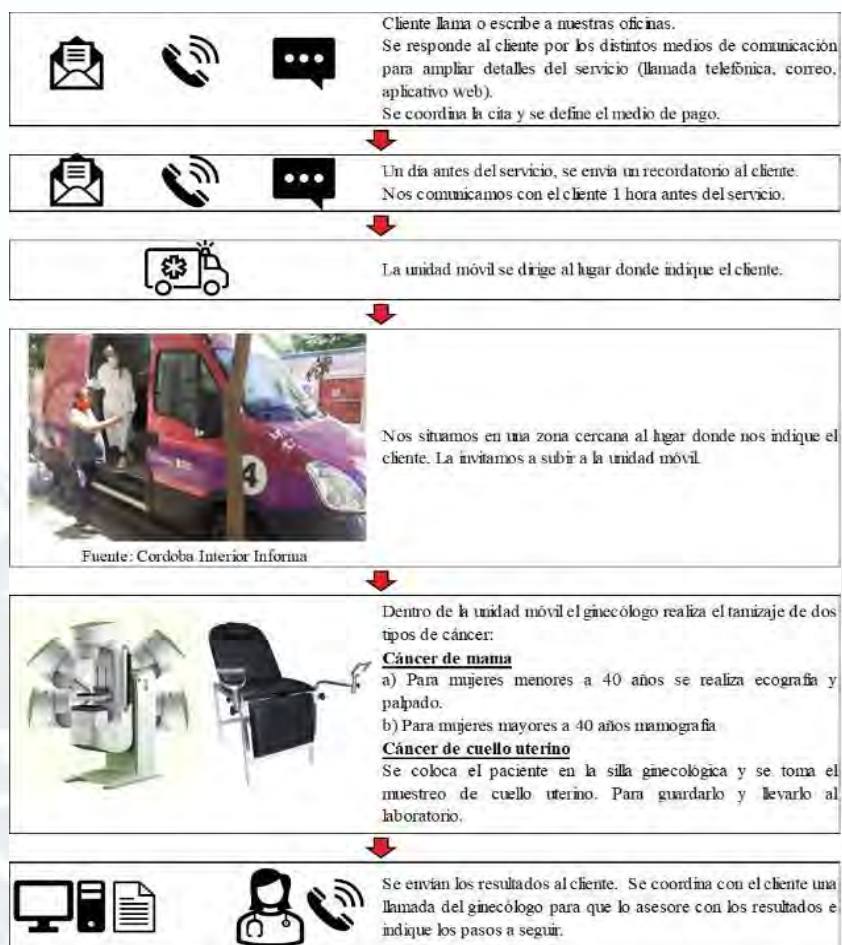 Cliente llama o escribe a nuestras oficinas.
Se responde al cliente por los distintos medios de comunicación
para ampliar detalles del servicio (llamada telefónica, correo,
aplicativo web).
Se coordina la cita y se define el medio de pago.
Un día antes del servicio, se envía un recordatorio al cliente.
Nos comunicamos con el cliente 1 hora antes del servicio.
La unidad móvil se dirige al lugar donde indique el cliente.
4
Fuente: Cordoba Interior Informa
Nos situamos en una zona cercana al lugar donde nos indique el
cliente. La invitamos a subir a la unidad móvil.
Dentro de la unidad móvil el ginecólogo realiza el tamizaje de dos
tipos de cáncer:
Cáncer de mama
a) Para mujeres menores a 40 años se realiza ecografía y
palpado.
b) Para mujeres mayores a 40 años mamografía
Cáncer de cuello uterino
Se coloca el paciente en la silla ginecológica y se toma el
muestreo de cuello uterino. Para guardarlo y llevarlo al
laboratorio.
Se envían los resultados al cliente. Se coordina con el cliente una
llamada del ginecólogo para que lo asesore con los resultados e
indique los pasos a seguir.